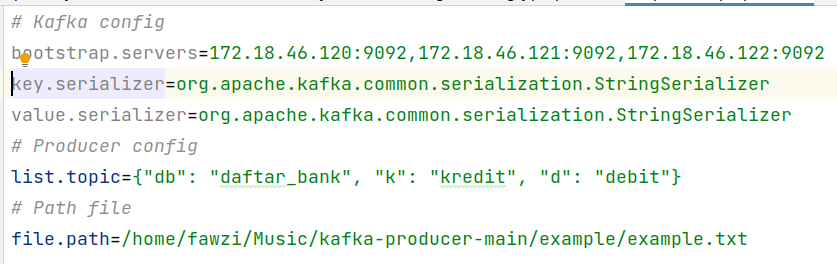 # Kafka config
bootstrap.servers=172.18.46.120:9092,172.18.46.121:9092,172.18.46.122:9092
key.serializer=org.apache.kafka.common.serialization.StringSerializer
value.serializer=org.apache.kafka.common.serialization.StringSerializer
# Producer config
list.topic={"db": "daftar_bank", "k": "kredit", "d": "debit"}
# Path file
file.path=/home/fawzi/Music/kafka-producer-main/example/example.txt